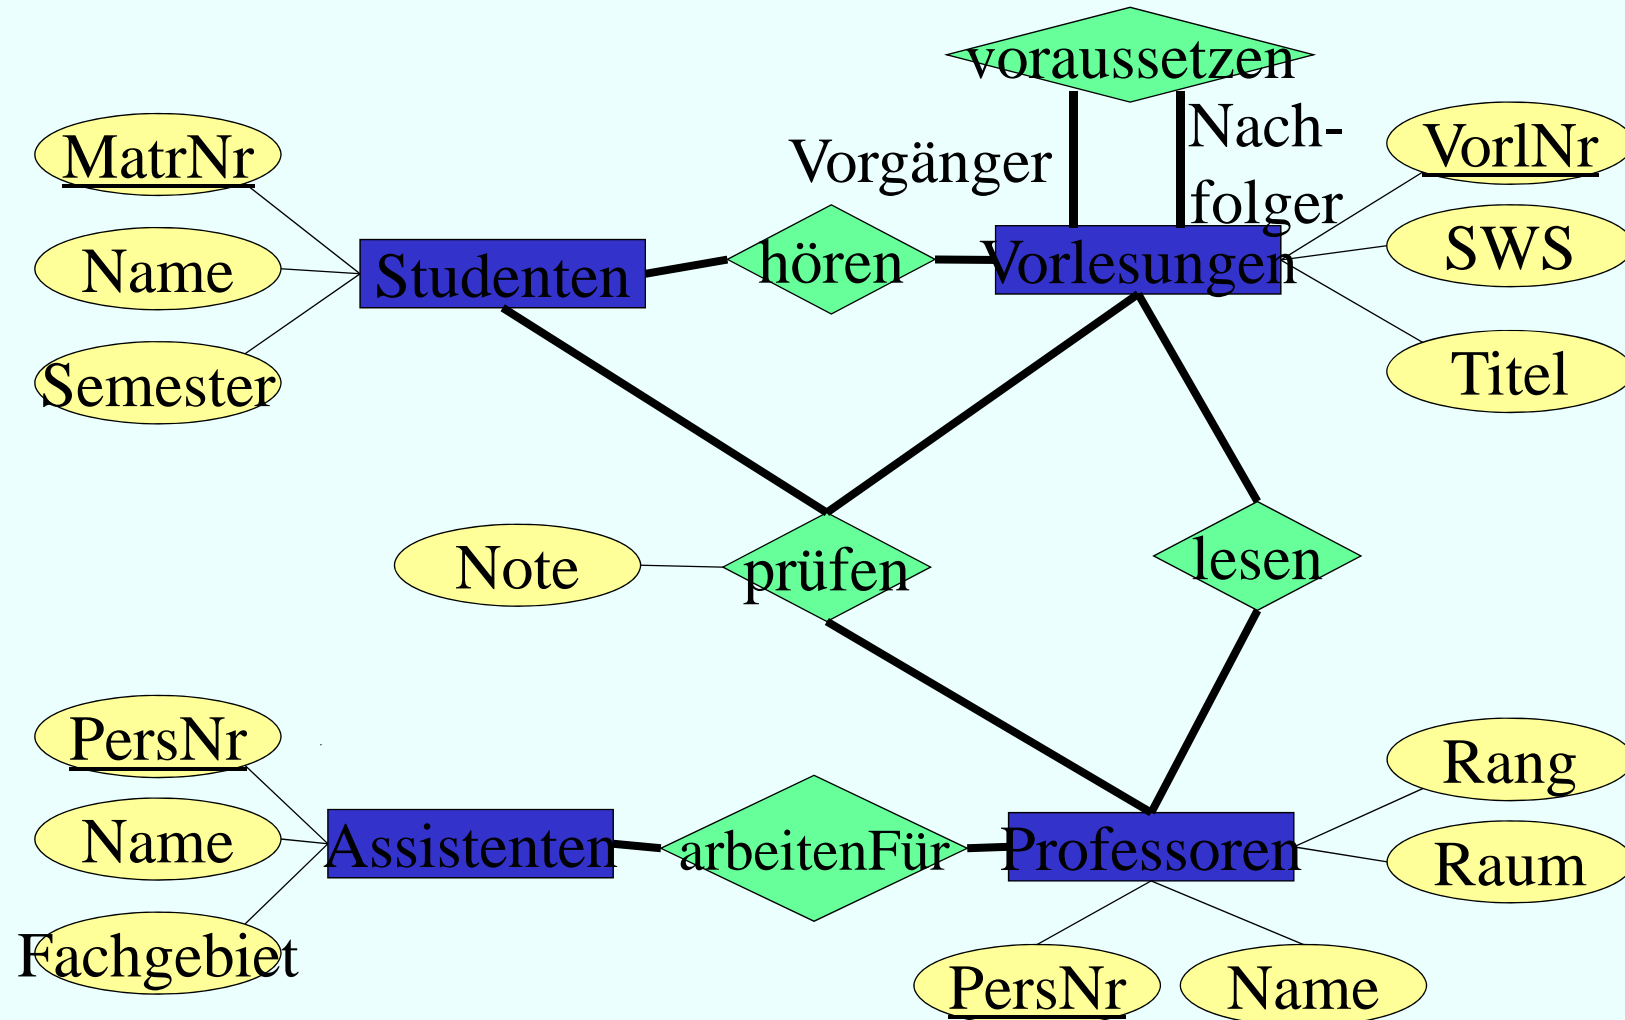 voraussetzen
Nach-
folger
Vorgänger
MatrNr
VorlNr
Name
Studenten
hören
Vorlesungen
SWS
Semester
Titel
Note
prüfen
lesen
PersNr
Rang
Name
Assistenten
arbeitenFür
Professoren
Raum
Fachgebiet
PersNr
Name